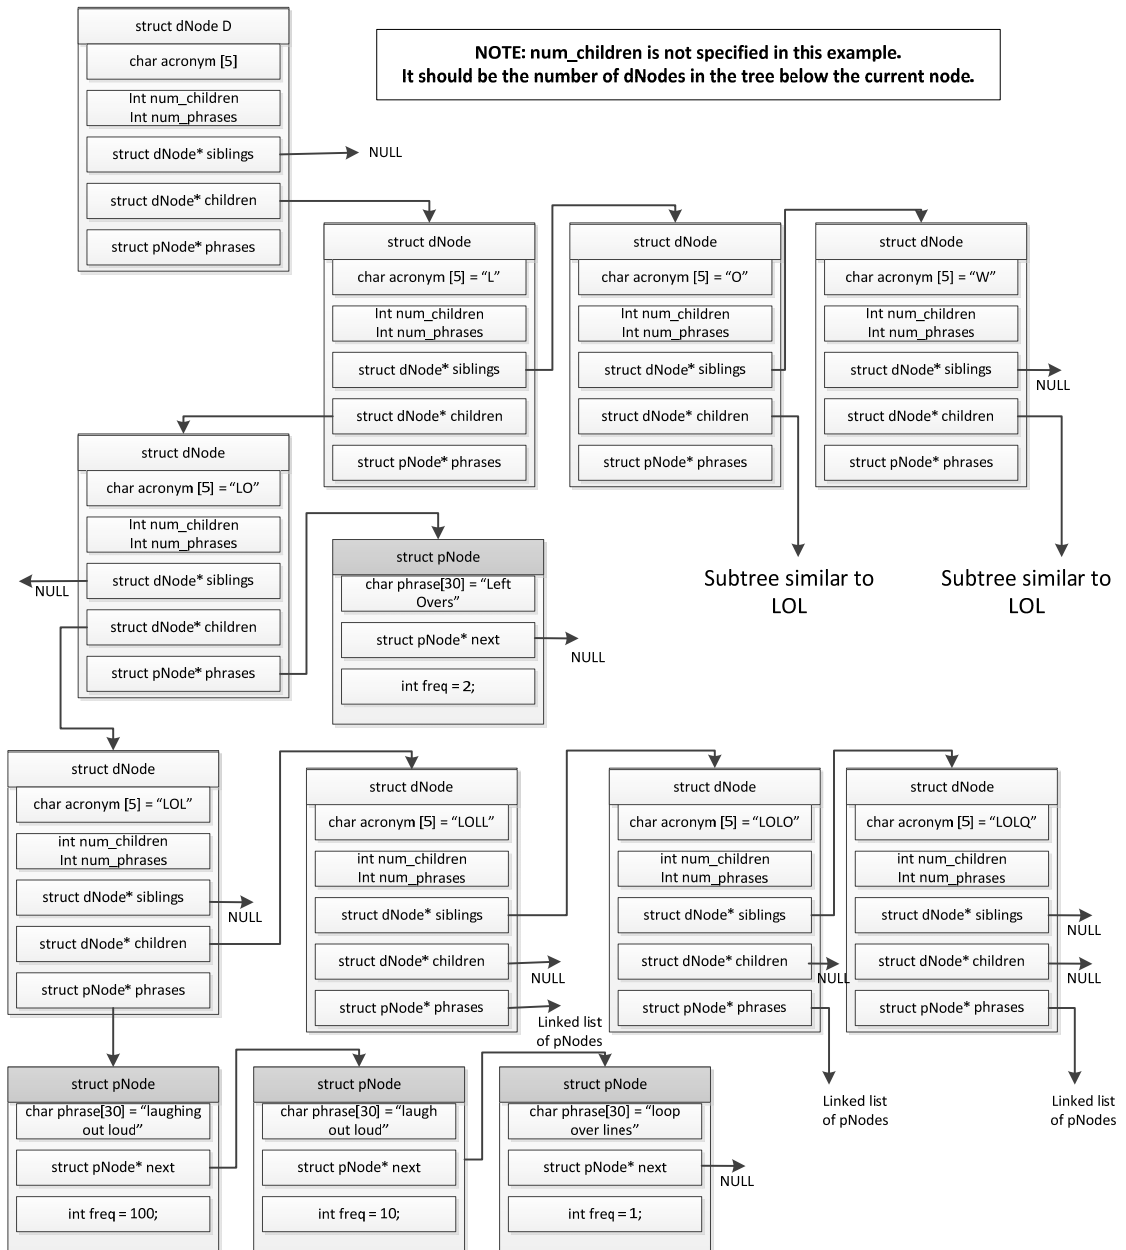 struct dNode D
char acronym [5]
Int num_children
Int num_phrases
struct dNode* siblings
NULL
struct dNode* children
struct pNode* phrases
NOTE: num_children is not specified in this example.
It should be the number of dNodes in the tree below the current node.
struct dNode
char acronym [5] = “L”
Int num_children
Int num_phrases
struct dNode* siblings
struct dNode* children
struct pNode* phrases
struct dNode
char acronym [5] = “O”
Int num_children
Int num_phrases
struct dNode* siblings
struct dNode* children
struct pNode* phrases
struct dNode
char acronym [5] = “W”
Int num_children
Int num_phrases
struct dNode* siblings
NULL
struct dNode* children
struct pNode* phrases
Subtree similar to
LOL
Subtree similar to
LOL
struct dNode
char acronym [5] = “LO”
Int num_children
Int num_phrases
struct dNode* siblings
NULL
struct dNode* children
struct pNode* phrases
struct pNode
char phrase[30] = “Left
Overs”
struct pNode* next
NULL
int freq = 2;
struct dNode
char acronym [5] = “LOL”
int num_children
Int num_phrases
struct dNode* siblings
NULL
struct dNode* children
struct pNode* phrases
struct dNode
char acronym [5] = “LOLL”
int num_children
Int num_phrases
struct dNode* siblings
struct dNode* children
NULL
struct pNode* phrases
Linked list
of pNodes
struct dNode
char acronym [5] = “LOLO”
int num_children
Int num_phrases
struct dNode* siblings
struct dNode* children
NULL
struct pNode* phrases
Linked list
of pNodes
struct dNode
char acronym [5] = “LOLQ”
int num_children
Int num_phrases
struct dNode* siblings
NULL
struct dNode* children
NULL
struct pNode* phrases
Linked list
of pNodes
struct pNode
char phrase[30] = “laughing
out loud”
struct pNode* next
int freq = 100;
struct pNode
char phrase[30] = “laugh
out loud”
struct pNode* next
int freq = 10;
struct pNode
char phrase[30] = “loop
over lines”
struct pNode* next
NULL
int freq = 1;